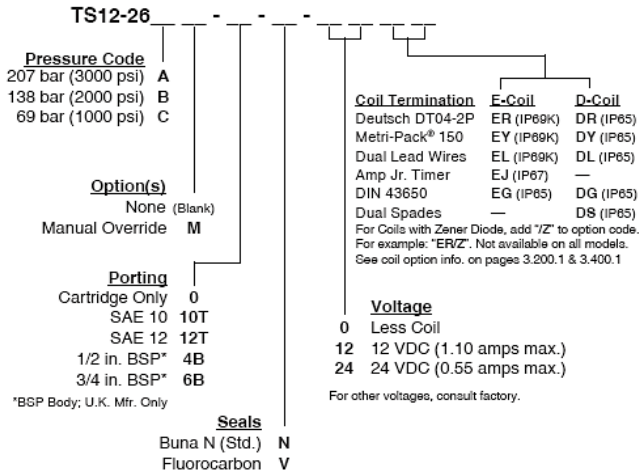 TS12-26__ __ - __ - __ - __ __ __ __
Pressure Code
207 bar (3000 psi) A
138 bar (2000 psi) B
69 bar (1000 psi) C
Option(s)
None (Blank)
Manual Override M
Porting
Cartridge Only 0
SAE 10 10T
SAE 12 12T
1/2 in. BSP* 4B
3/4 in. BSP* 6B
*BSP Body; U.K. Mfr. Only
Seals
Buna N (Std.) N
Fluorocarbon V
Coil Termination E-Coil D-Coil
Deutsch DT04-2P ER (IP69K) DR (IP65)
Metri-Pack® 150 EY (IP69K) DY (IP65)
Dual Lead Wires EL (IP69K) DL (IP65)
Amp Jr. Timer EJ (IP67) —
DIN 43650 EG (IP65) DG (IP65)
Dual Spades — DS (IP65)
For Coils with Zener Diode, add "/Z" to option code.
For example: "ER/Z". Not available on all models.
See coil option info. on pages 3.200.1 & 3.400.1
Voltage
0 Less Coil
12 12 VDC (1.10 amps max.)
24 24 VDC (0.55 amps max.)
For other voltages, consult factory.